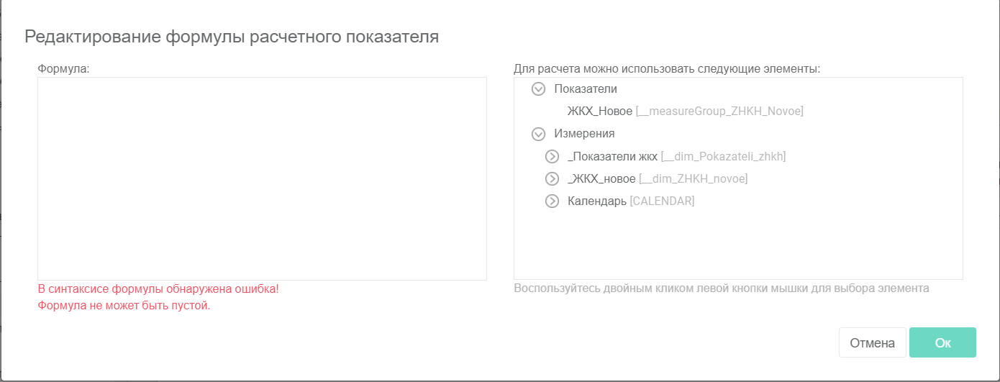 Редактирование формулы расчетного показателя
Формула:
В синтаксисе формулы обнаружена ошибка!
Формула не может быть пустой.
Для расчета можно использовать следующие элементы:
Показатели
ЖКХ_Новое [__measureGroup_ZHKH_Novoe]
Измерения
_Показатели жкх [__dim_Pokazateli_zhkh]
_ЖКХ_новое [__dim_ZHKH_novoe]
Календарь [CALENDAR]
Воспользуйтесь двойным кликом левой кнопки мышки для выбора элемента
Отмена
Ок